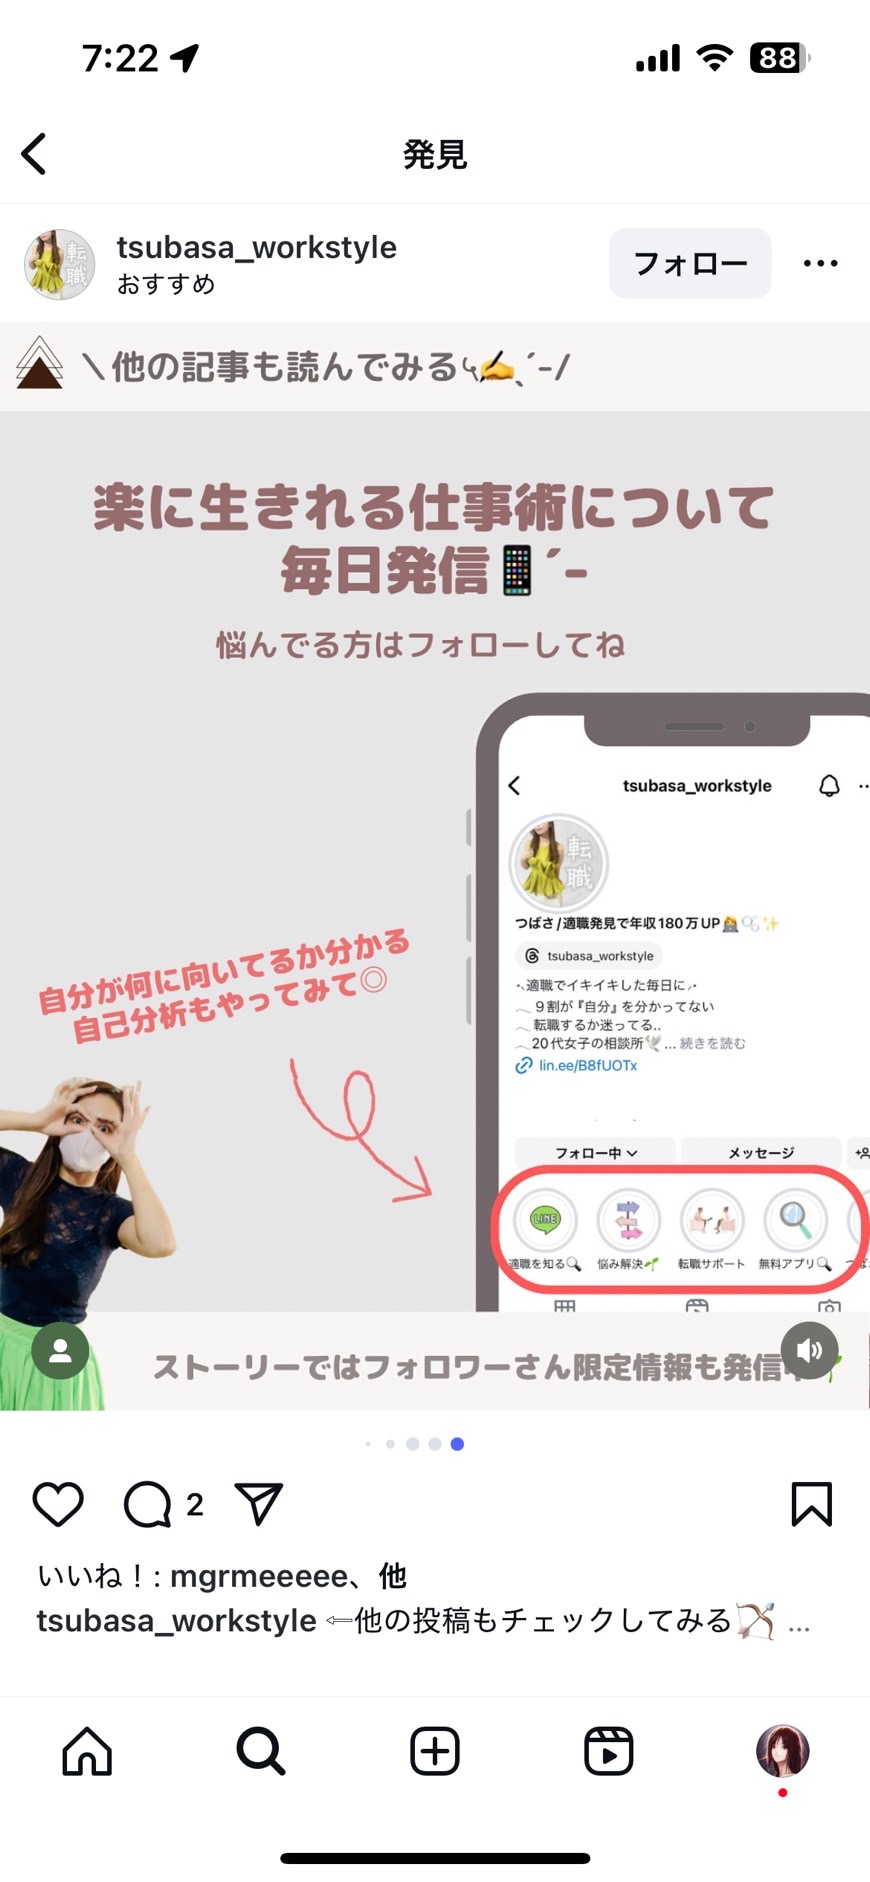 7:22
88
発見
tsubasa_workstyle
おすすめ
フォロー
転
職
\他の記事も読んでみる✍️´-/
楽に生きれる仕事術について
毎日発信📱´-
悩んでる方はフォローしてね
tsubasa_workstyle
転
職
つばさ/適職発見で年収180万UP
tsubasa_workstyle
適職でイキイキした毎日に
９割が『自分』を分かってない
転職するか迷ってる..
20代女子の相談所🕊️... 続きを読む
lin.ee/B8fUOTx
自分が何に向いてるか分かる
自己分析もやってみて◎
フォロー中
メッセージ
LINE
適職を知る🔍
悩み解決🌱
転職サポート
無料アプリ🔍
ストーリーではフォロワーさん限定情報も発信
2
いいね！: mgrmeeeee、他
tsubasa_workstyle ⇦他の投稿もチェックしてみる🏹 ...